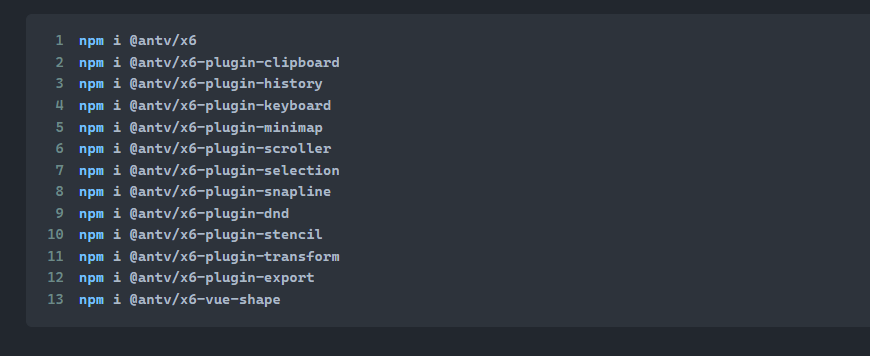 1 npm i @antv/x6
2 npm i @antv/x6-plugin-clipboard
3 npm i @antv/x6-plugin-history
4 npm i @antv/x6-plugin-keyboard
5 npm i @antv/x6-plugin-minimap
6 npm i @antv/x6-plugin-scroller
7 npm i @antv/x6-plugin-selection
8 npm i @antv/x6-plugin-snapline
9 npm i @antv/x6-plugin-dnd
10 npm i @antv/x6-plugin-stencil
11 npm i @antv/x6-plugin-transform
12 npm i @antv/x6-plugin-export
13 npm i @antv/x6-vue-shape